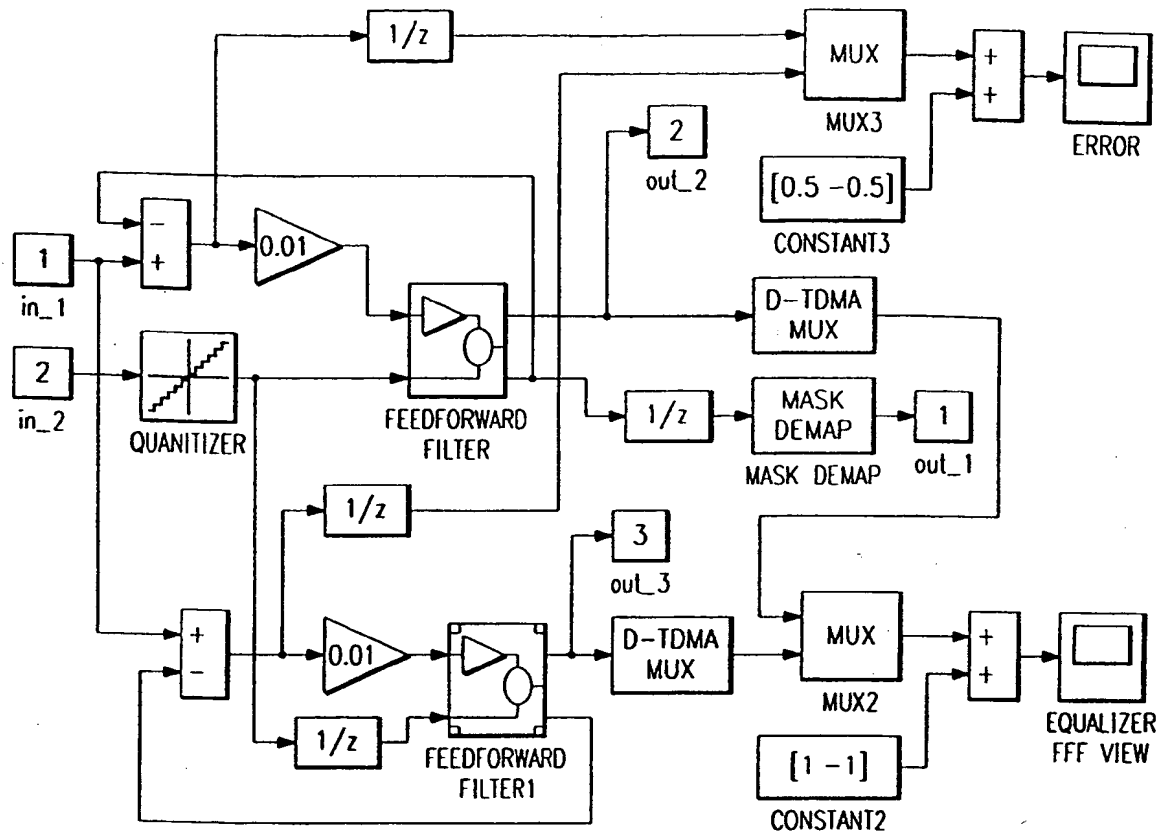 1/z
MUX
MUX3
+
+
ERROR
2
out_2
[0.5 -0.5]
CONSTANT3
-
+
0.01
1
in_1
2
in_2
QUANITIZER
FEEDFORWARD
FILTER
D-TDMA
MUX
1/z
MASK
DEMAP
MASK DEMAP
1
out_1
1/z
3
out_3
+
-
0.01
1/z
FEEDFORWARD
FILTER1
D-TDMA
MUX
MUX
MUX2
+
+
EQUALIZER
FFF VIEW
[1 -1]
CONSTANT2